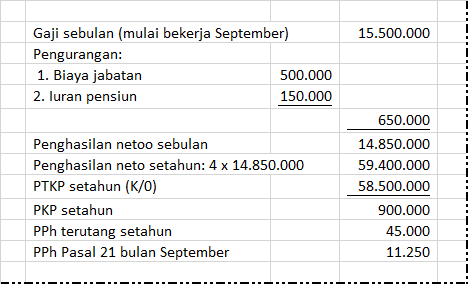 Gaji sebulan (mulai bekerja September) 15.500.000
Pengurangan:
1. Biaya jabatan 500.000
2. Iuran pensiun 150.000
650.000
Penghasilan netoo sebulan 14.850.000
Penghasilan neto setahun: 4 x 14.850.000 59.400.000
PTKP setahun (K/0) 58.500.000
PKP setahun 900.000
PPh terutang setahun 45.000
PPh Pasal 21 bulan September 11.250